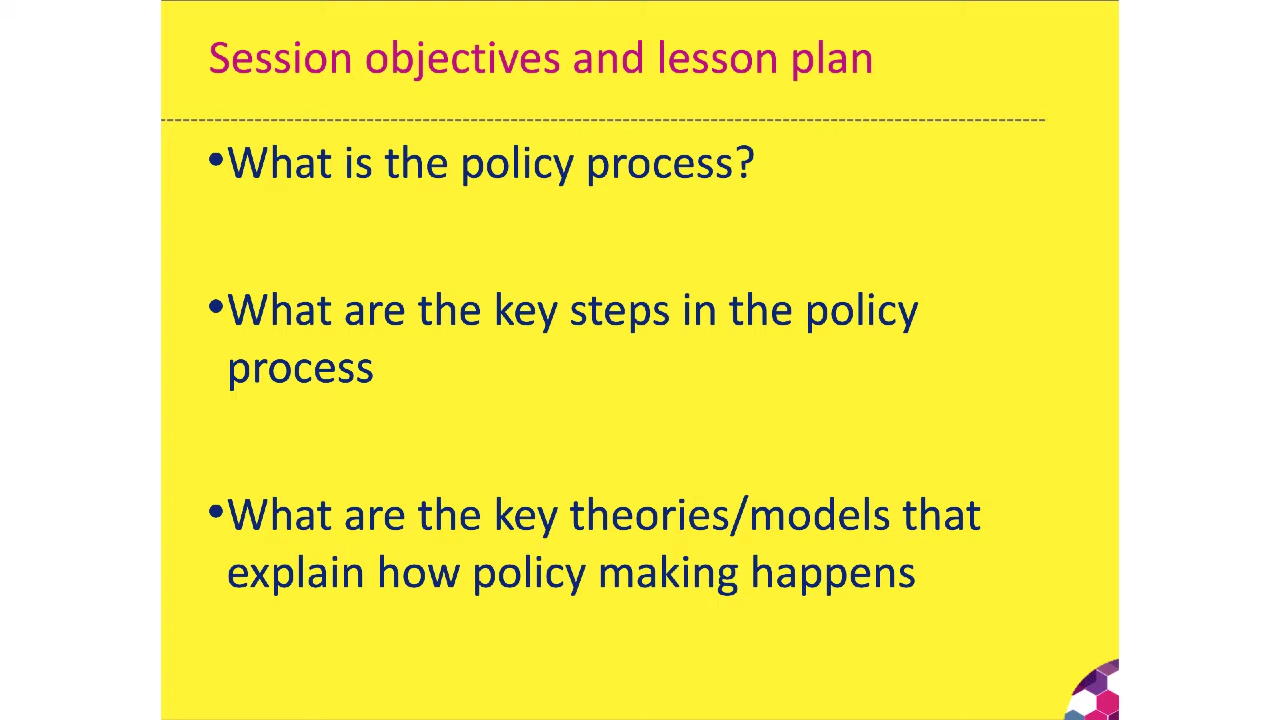 Session objectives and lesson plan
•What is the policy process?
•What are the key steps in the policy
process
•What are the key theories/models that
explain how policy making happens